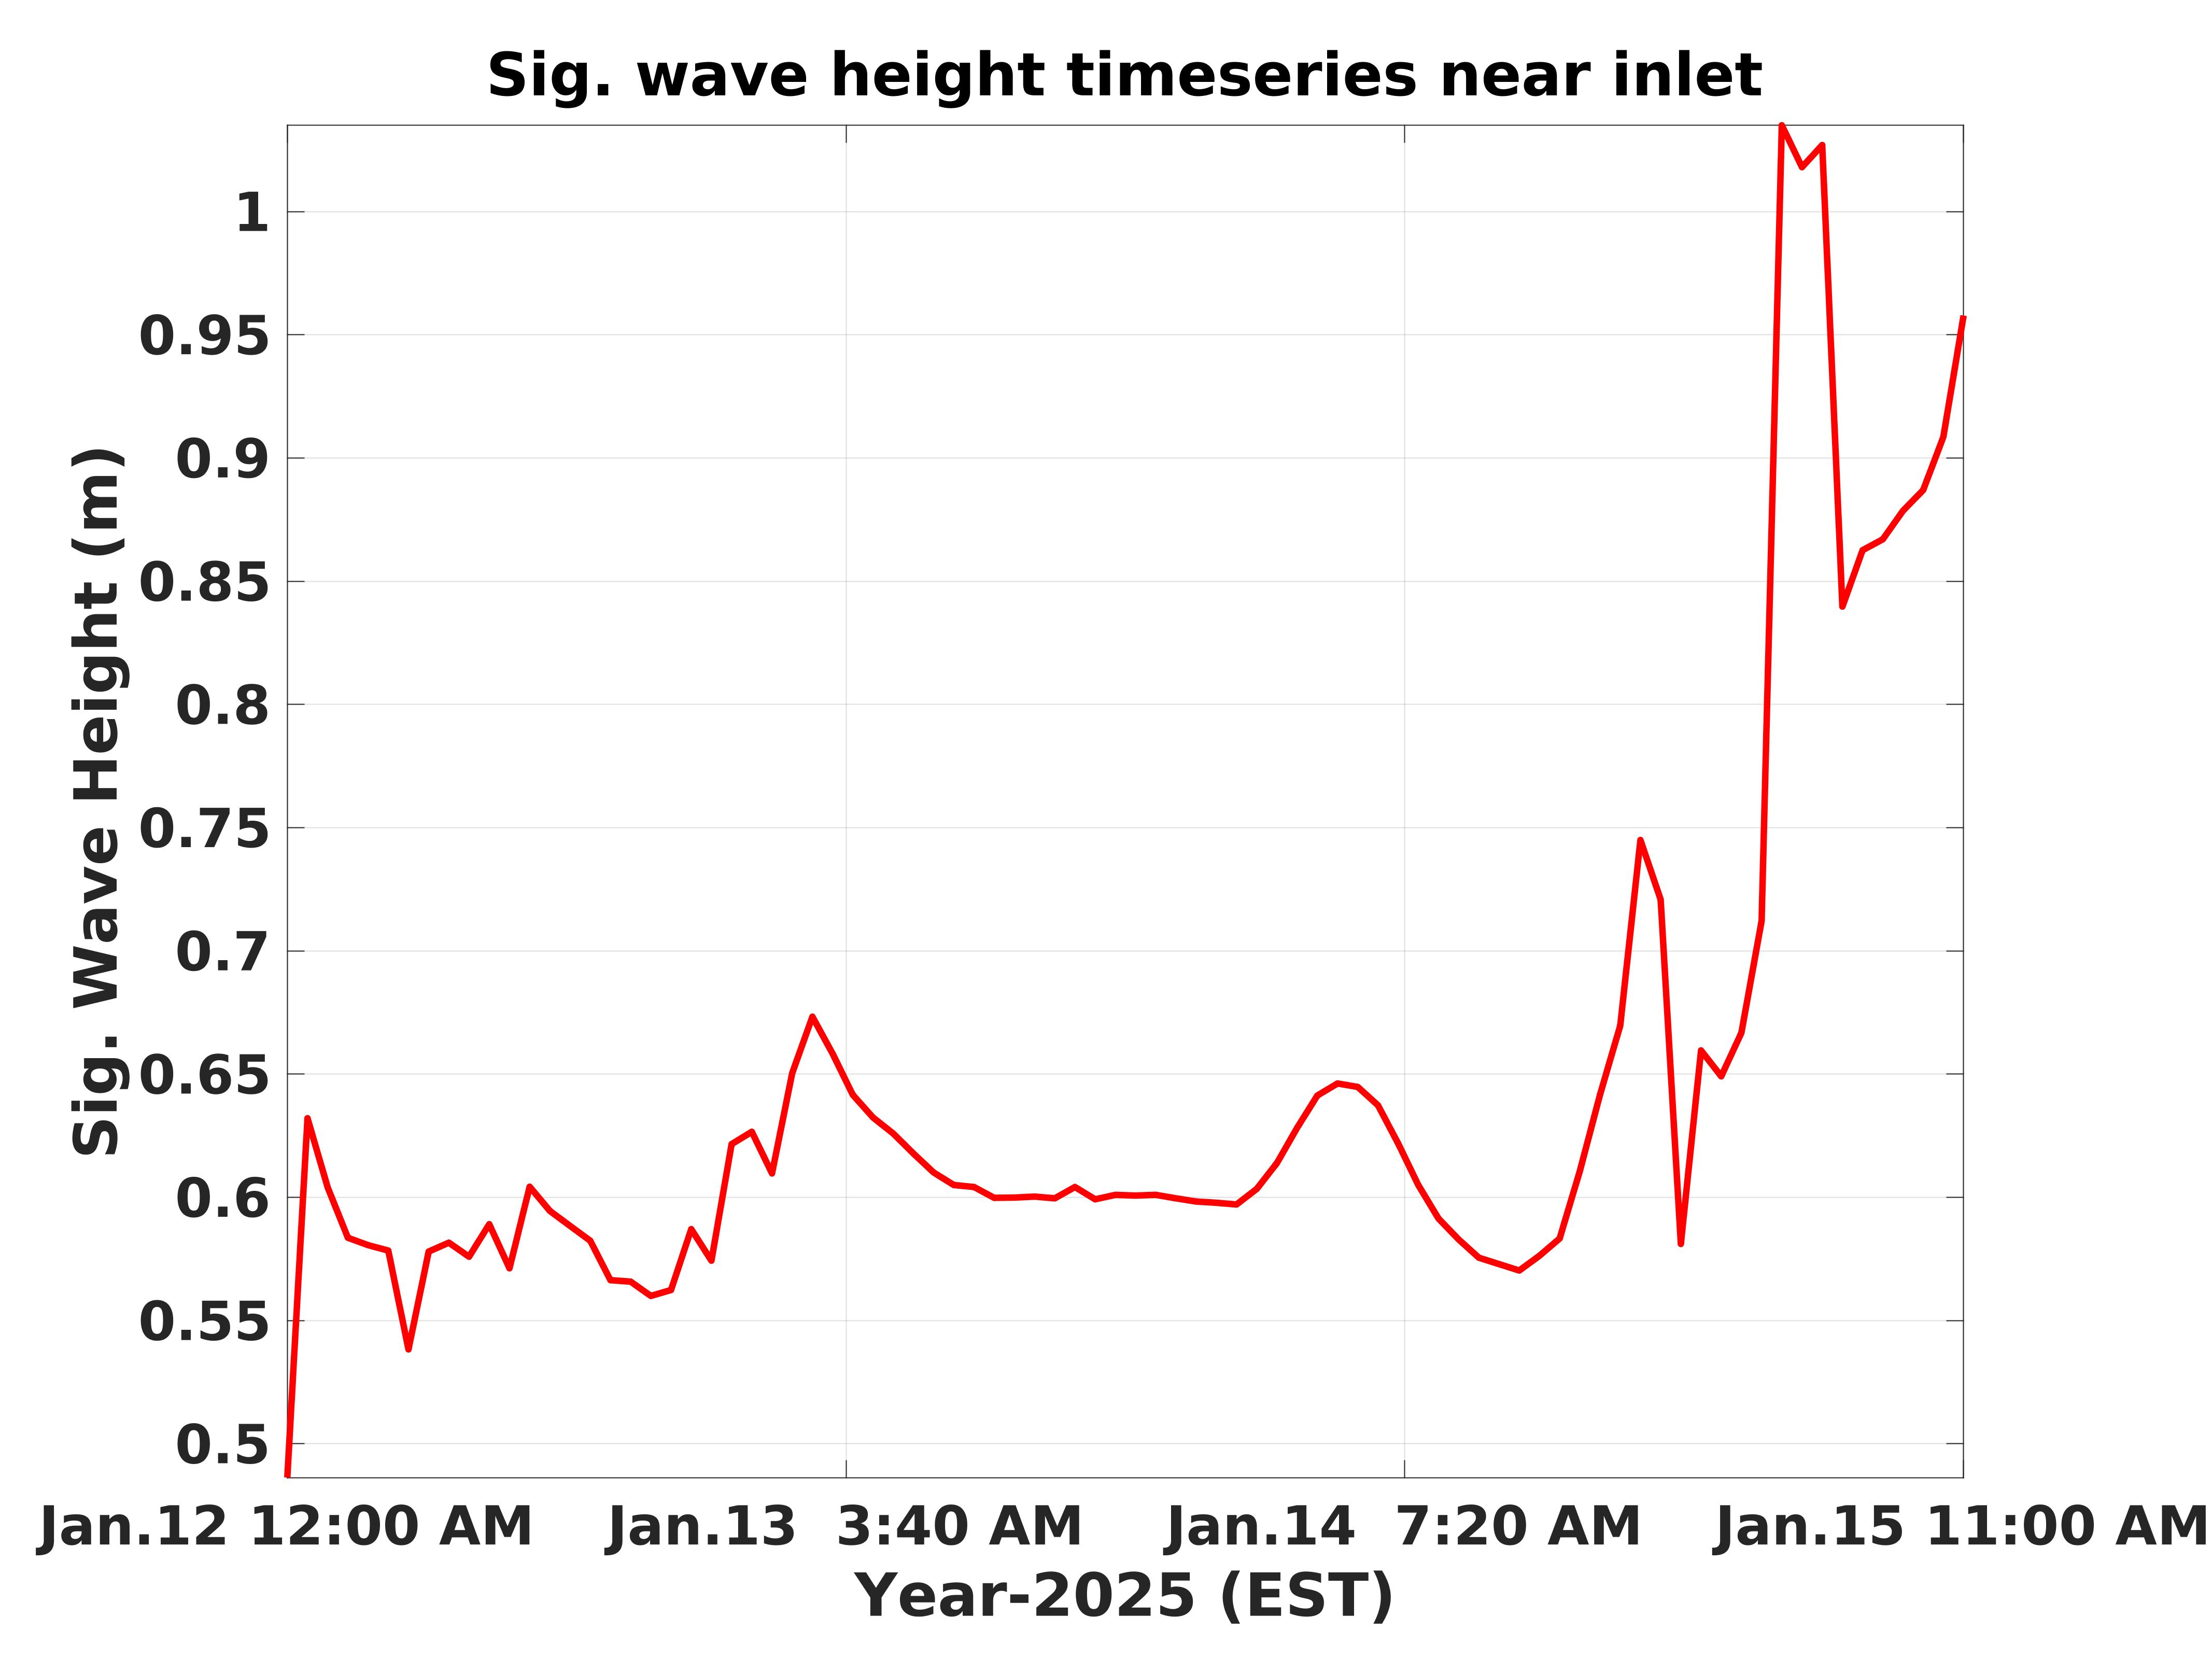 Sig. wave height timeseries near inlet
Sig. Wave Height (m)
1
0.95
0.9
0.85
0.8
0.75
0.7
0.65
0.6
0.55
0.5
Jan.12 12:00 AM Jan.13 3:40 AM Jan.14 7:20 AM Jan.15 11:00 AM
Year-2025 (EST)